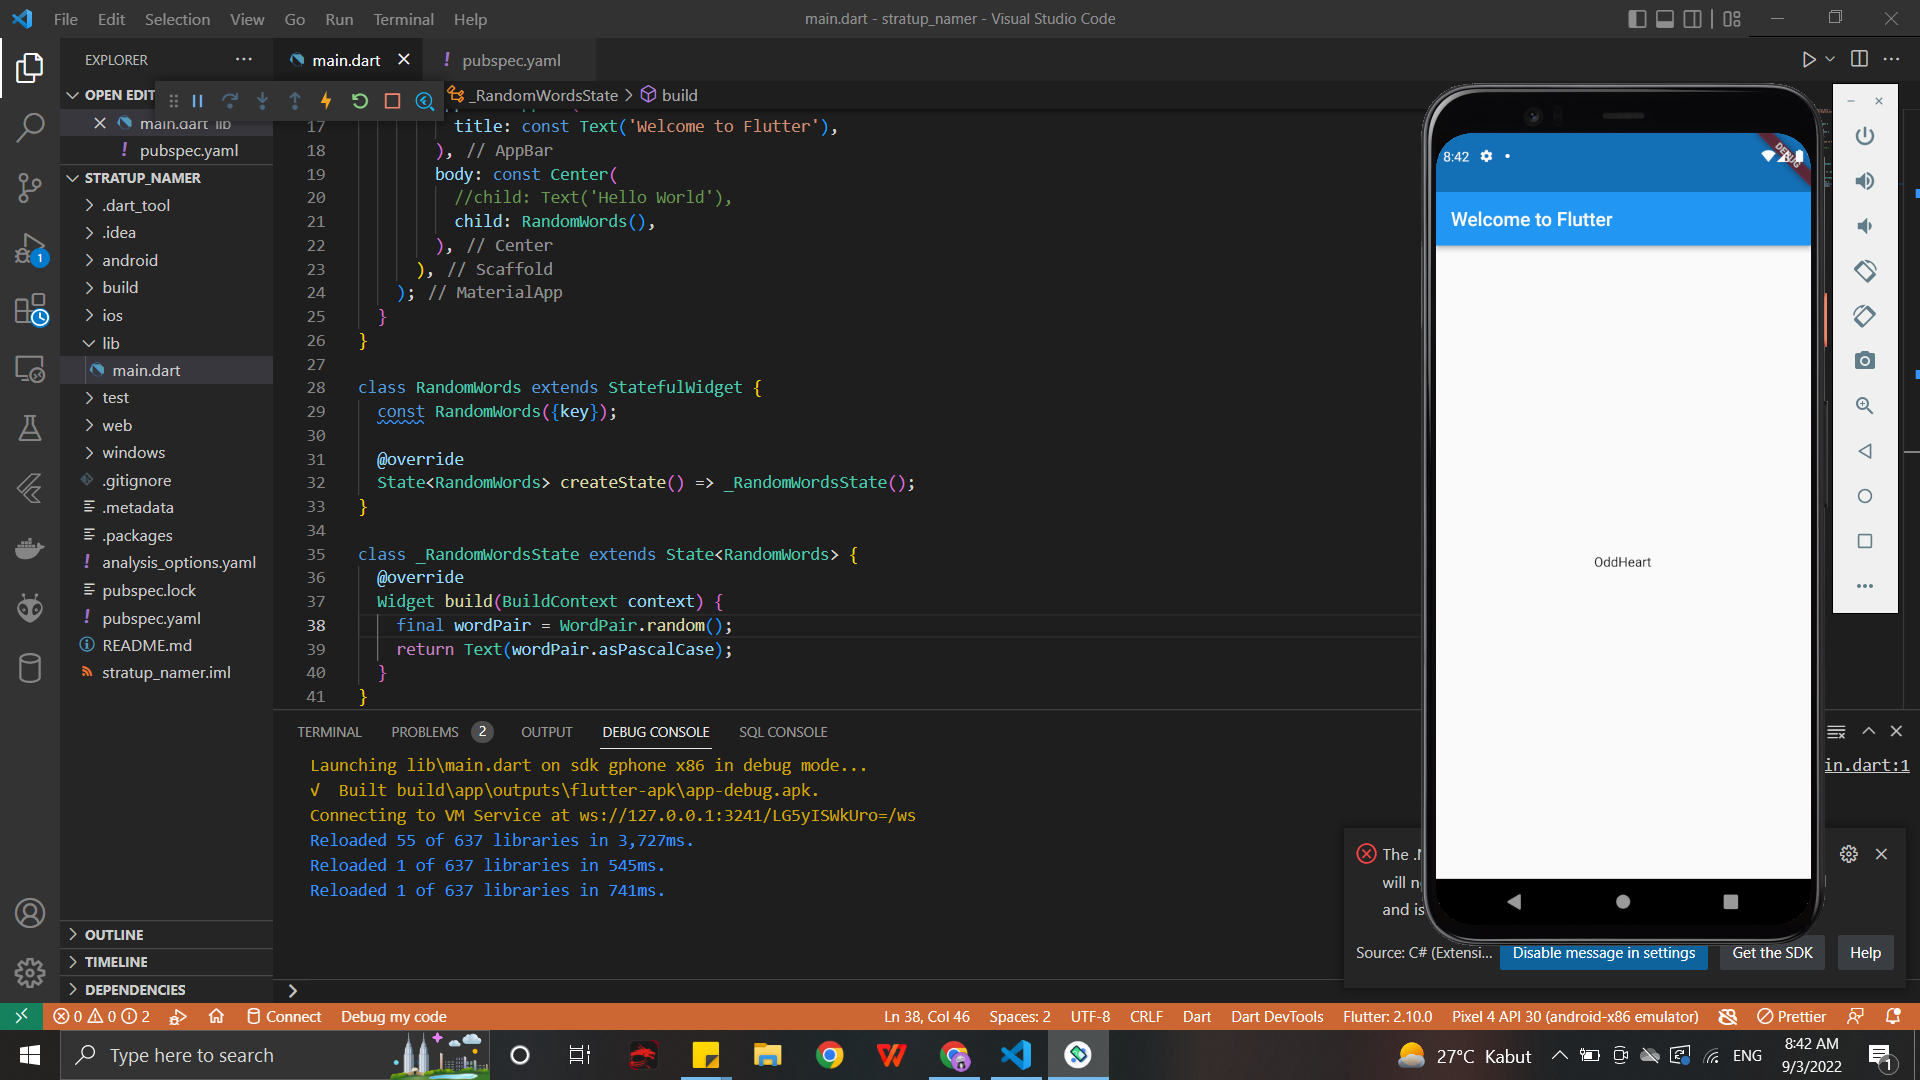 File Edit Selection View Go Run Terminal Help
main.dart - stratup_namer - Visual Studio Code
EXPLORER
main.dart
! pubspec.yaml
OPEN EDIT
_RandomWordsState > build
main.dart lib
! pubspec.yaml
STRATUP_NAMER
.dart_tool
.idea
android
build
ios
lib
main.dart
test
web
windows
.gitignore
.metadata
.packages
! analysis_options.yaml
pubspec.lock
! pubspec.yaml
README.md
stratup_namer.iml
OUTLINE
TIMELINE
DEPENDENCIES
17 title: const Text('Welcome to Flutter'),
18 ), // AppBar
19 body: const Center(
20 //child: Text('Hello World'),
21 child: RandomWords(),
22 ), // Center
23 ), // Scaffold
24 ); // MaterialApp
25 }
26 }
27
28 class RandomWords extends StatefulWidget {
29 const RandomWords({key});
30
31 @override
32 State<RandomWords> createState() => _RandomWordsState();
33 }
34
35 class _RandomWordsState extends State<RandomWords> {
36 @override
37 Widget build(BuildContext context) {
38 final wordPair = WordPair.random();
39 return Text(wordPair.asPascalCase);
40 }
41 }
TERMINAL PROBLEMS 2 OUTPUT DEBUG CONSOLE SQL CONSOLE
Launching lib\main.dart on sdk gphone x86 in debug mode...
√ Built build\app\outputs\flutter-apk\app-debug.apk.
Connecting to VM Service at ws://127.0.0.1:3241/LG5yISWkUro=/ws
Reloaded 55 of 637 libraries in 3,727ms.
Reloaded 1 of 637 libraries in 545ms.
Reloaded 1 of 637 libraries in 741ms.
in.dart:1
8:42
DEBUG
Welcome to Flutter
OddHeart
The
will
and is
Source: C# (Extensi...
Disable message in settings
Get the SDK
Help
1
0 0 2
Connect
Debug my code
Ln 38, Col 46
Spaces: 2
UTF-8
CRLF
Dart
Dart DevTools
Flutter: 2.10.0
Pixel 4 API 30 (android-x86 emulator)
Prettier
Type here to search
27°C Kabut
ENG
8:42 AM
9/3/2022
1